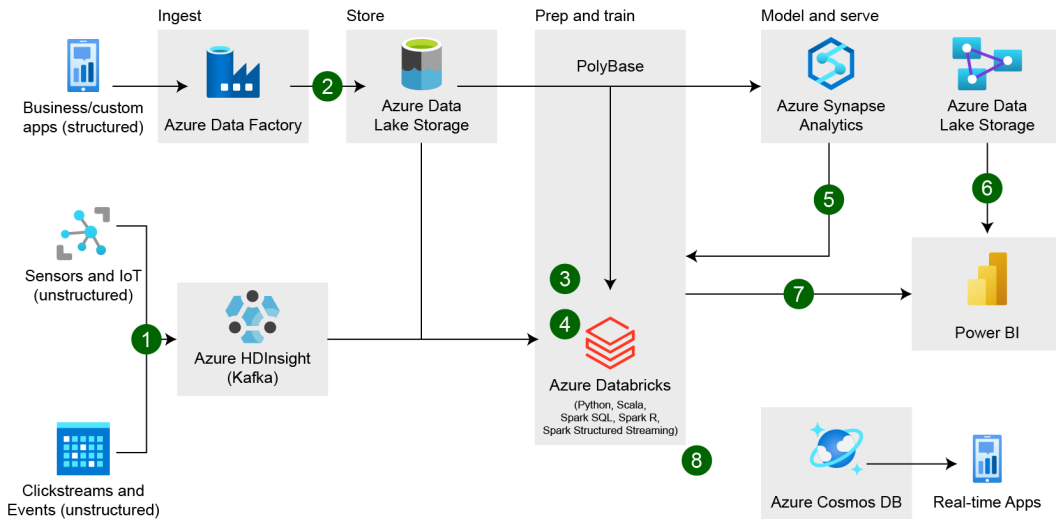 Ingest
Store
Prep and train
Model and serve
Business/custom
apps (structured)
Azure Data Factory
2
Azure Data
Lake Storage
PolyBase
Azure Synapse
Analytics
Azure Data
Lake Storage
5
6
Sensors and IoT
(unstructured)
1
Azure HDInsight
(Kafka)
3
4
Azure Databricks
(Python, Scala,
Spark SQL, Spark R,
Spark Structured Streaming)
7
Power BI
Clickstreams and
Events (unstructured)
8
Azure Cosmos DB
Real-time Apps